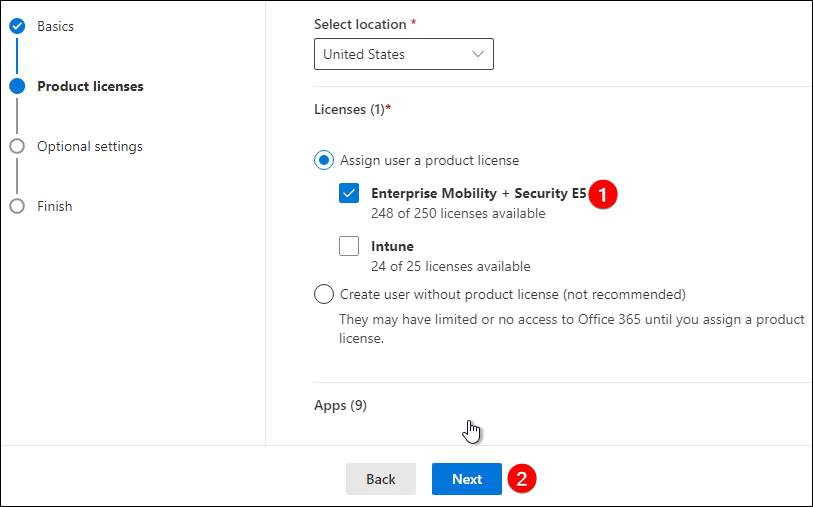 Basics
Product licenses
Optional settings
Finish
Select location *
United States
Licenses (1)*
Assign user a product license
Enterprise Mobility + Security E5
1
248 of 250 licenses available
Intune
24 of 25 licenses available
Create user without product license (not recommended)
They may have limited or no access to Office 365 until you assign a product
license.
Apps (9)
Back
Next
2